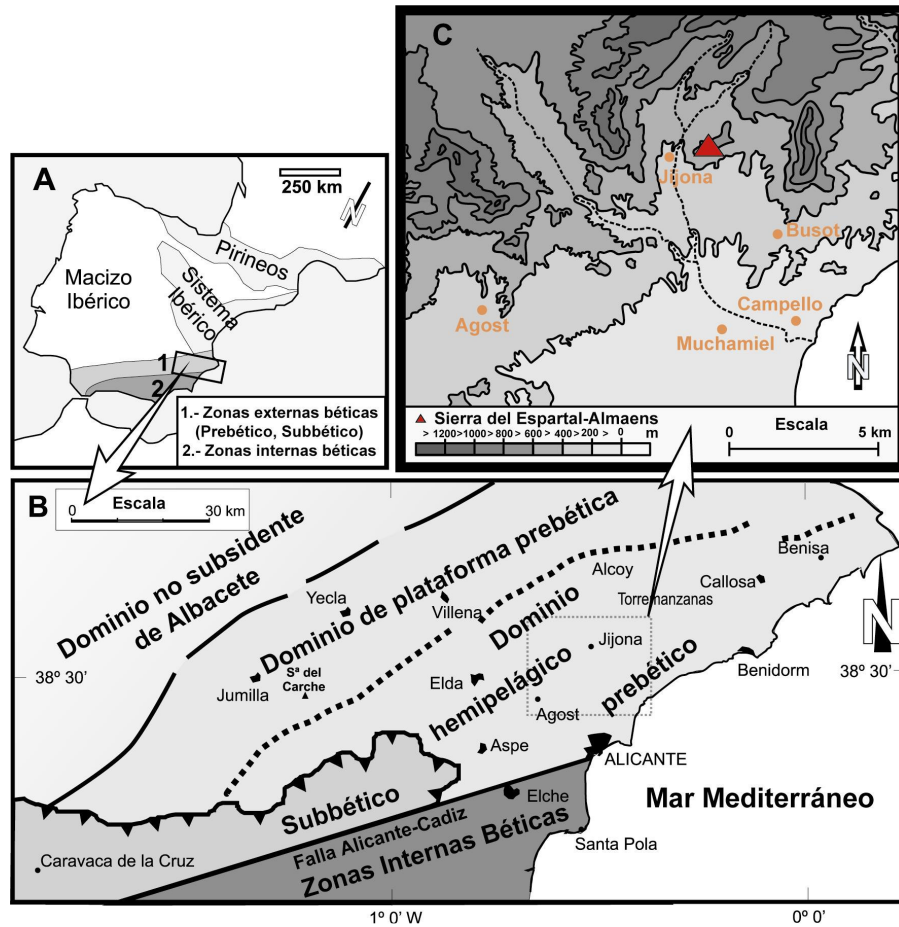 A
250 km
N
Pirineos
Macizo
Ibérico
Sistema
Ibérico
1
2
1.- Zonas externas béticas
(Prebético, Subbético)
2.- Zonas internas béticas
C
Jijona
Busot
Agost
Campello
Muchamiel
N
Sierra del Espartal-Almaens
> 1200 >1000 >800 > 600 > 400 > 200 > 0 m
Escala
0 5 km
B
Escala
0 30 km
Dominio no subsidente
de Albacete
Dominio de plataforma prebética
Dominio
hemipelágico
prebético
Benisa
Alcoy
Callosa
Torremanzanas
Yecla
Villena
N
Jijona
38º 30'
38º 30'
Sª del
Carche
Jumilla
Elda
Benidorm
Agost
Aspe
ALICANTE
Subbético
Elche
Mar Mediterráneo
Falla Alicante-Cadiz
Zonas Internas Béticas
Santa Pola
Caravaca de la Cruz
1º 0' W
0º 0'